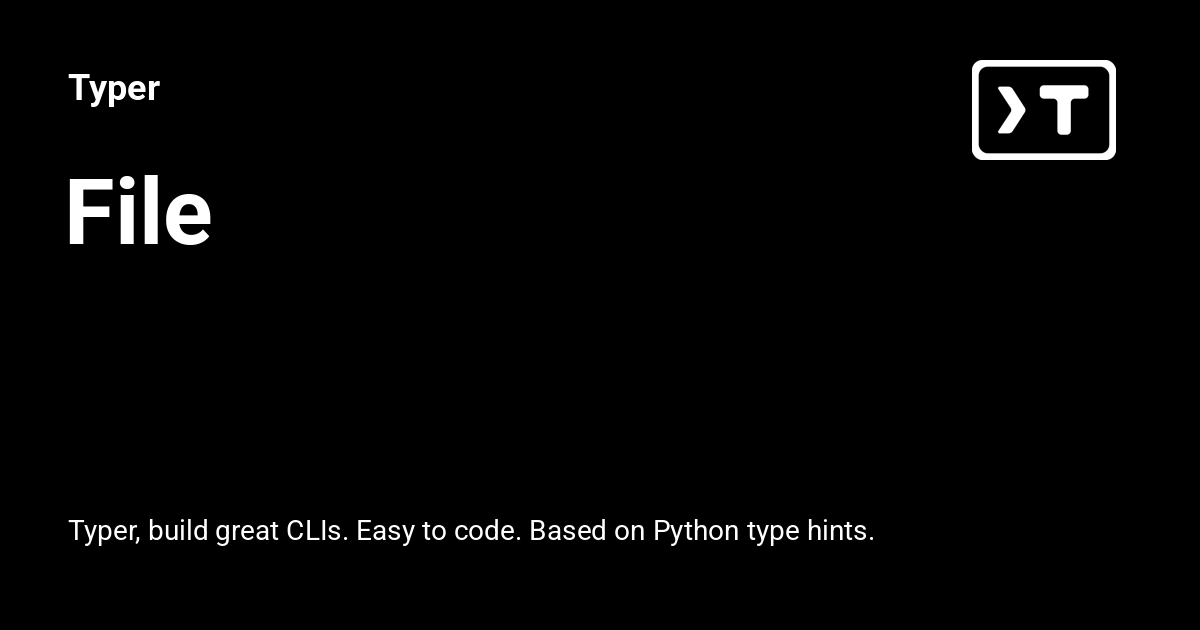 Typer
❯T
File
Typer, build great CLIs. Easy to code. Based on Python type hints.